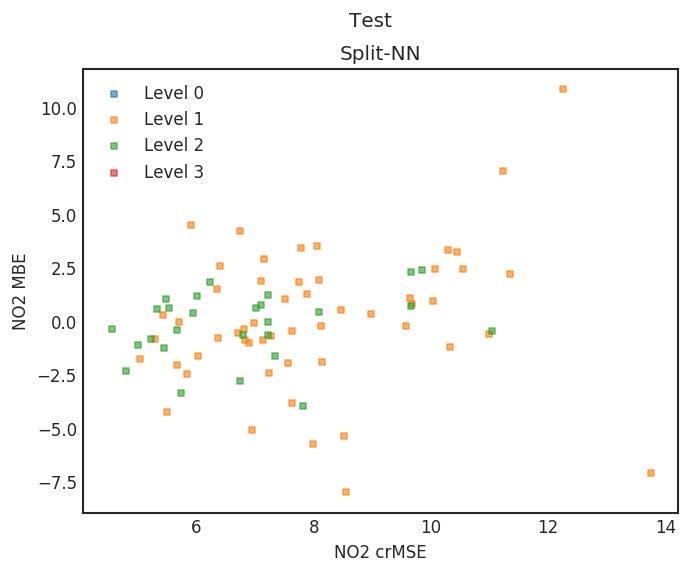 Test
Split-NN
Level 0
Level 1
Level 2
Level 3
10.0
7.5
5.0
2.5
0.0
−2.5
−5.0
−7.5
NO2 MBE
6 8 10 12 14
NO2 crMSE